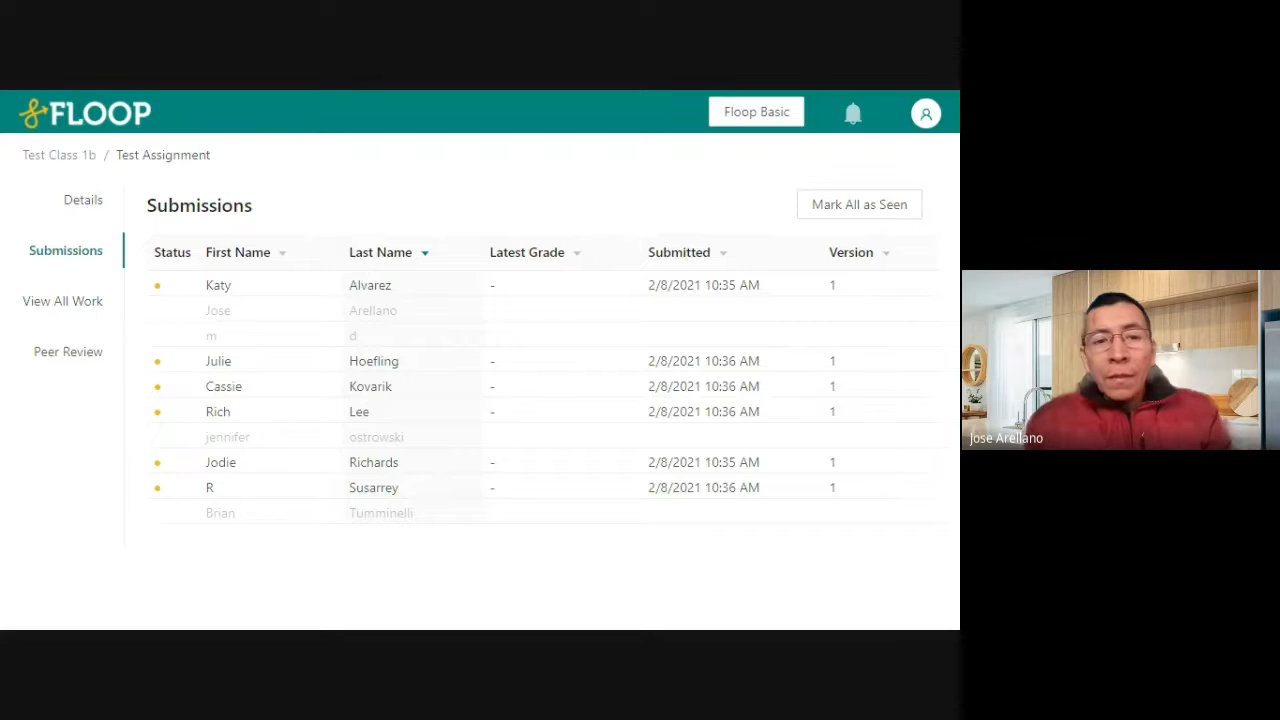 FLOOP
Floop Basic
Test Class 1b / Test Assignment
Details
Submissions
View All Work
Peer Review
Submissions
Mark All as Seen
Status First Name Last Name Latest Grade Submitted Version
Katy Alvarez - 2/8/2021 10:35 AM 1
Jose Arellano
m d
Julie Hoefling - 2/8/2021 10:36 AM 1
Cassie Kovarik - 2/8/2021 10:36 AM 1
Rich Lee - 2/8/2021 10:36 AM 1
jennifer ostrowski
Jodie Richards - 2/8/2021 10:35 AM 1
R Susarrey - 2/8/2021 10:36 AM 1
Brian Tumminelli
Jose Arellano